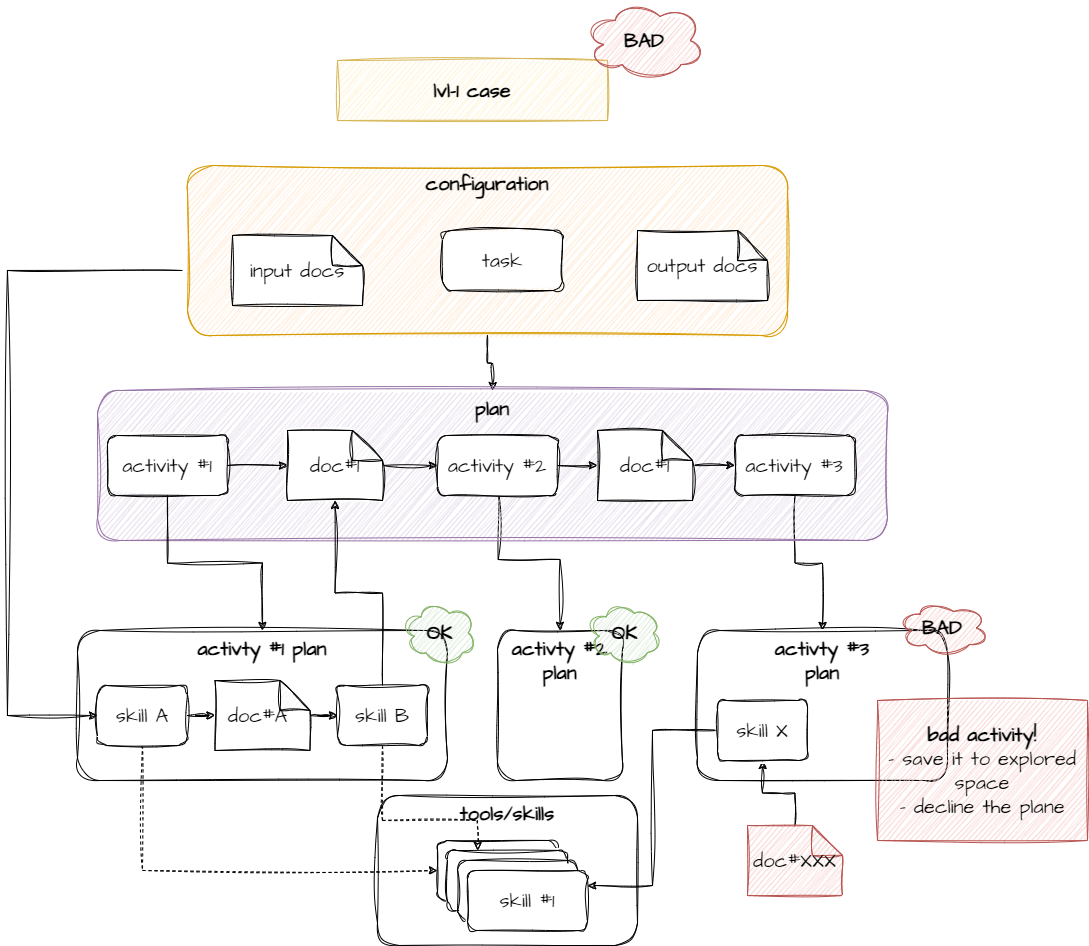 BAD
lvl-1 case
configuration
input docs
task
output docs
plan
activity #1
doc#1
activity #2
doc#1
activity #3
OK
OK
BAD
activty #1 plan
activty #2
plan
activty #3
plan
skill A
doc#A
skill B
skill X
bad activity!
- save it to explored
space
- decline the plane
tools/skills
doc#XXX
skill #1